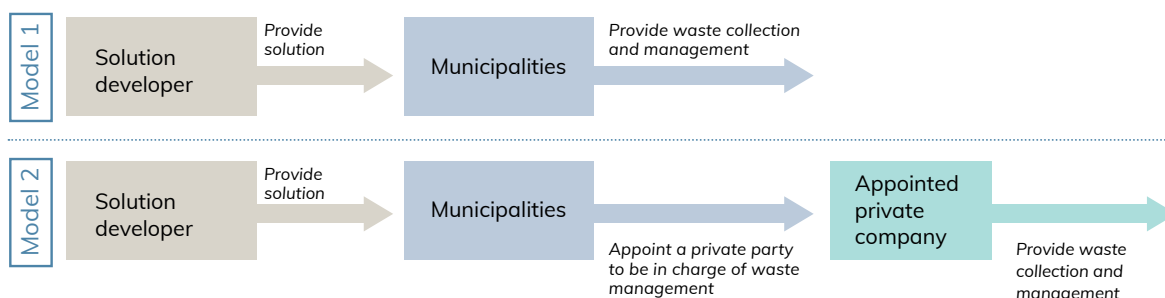 Model 1
Solution
developer
Provide
solution
Municipalities
Provide waste collection
and management
Model 2
Solution
developer
Provide
solution
Municipalities
Appoint a private party
to be in charge of waste
management
Appointed
private
company
Provide waste
collection and
management